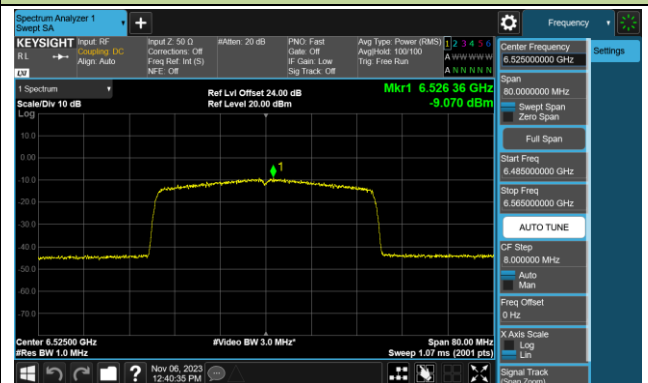 Spectrum Analyzer 1
Swept SA
Frequency
KEYSIGHT
RL
LXI
Input: RF
Coupling: DC
Align: Auto
Input Z: 50 Ω
Corrections: Off
Freq Ref: Int (S)
NFE: Off
#Atten: 20 dB
PNO: Fast
Gate: Off
IF Gain: Low
Sig Track: Off
Avg Type: Power (RMS)
Avg|Hold: 100/100
Trig: Free Run
1 2 3 4 5 6
A W W W W W
A N N N N N
1 Spectrum
Scale/Div 10 dB
Log
Ref Lvl Offset 24.00 dB
Ref Level 20.00 dBm
Mkr1 6.526 36 GHz
-9.070 dBm
1
10.0
0.00
-10.0
-20.0
-30.0
-40.0
-50.0
-60.0
-70.0
Center 6.52500 GHz
#Res BW 1.0 MHz
#Video BW 3.0 MHz*
Span 80.00 MHz
Sweep 1.07 ms (2001 pts)
Nov 06, 2023
12:40:35 PM
Center Frequency
6.525000000 GHz
Settings
Span
80.0000000 MHz
Swept Span
Zero Span
Full Span
Start Freq
6.485000000 GHz
Stop Freq
6.565000000 GHz
AUTO TUNE
CF Step
8.000000 MHz
Auto
Man
Freq Offset
0 Hz
X Axis Scale
Log
Lin
Signal Track
(Span Zoom)